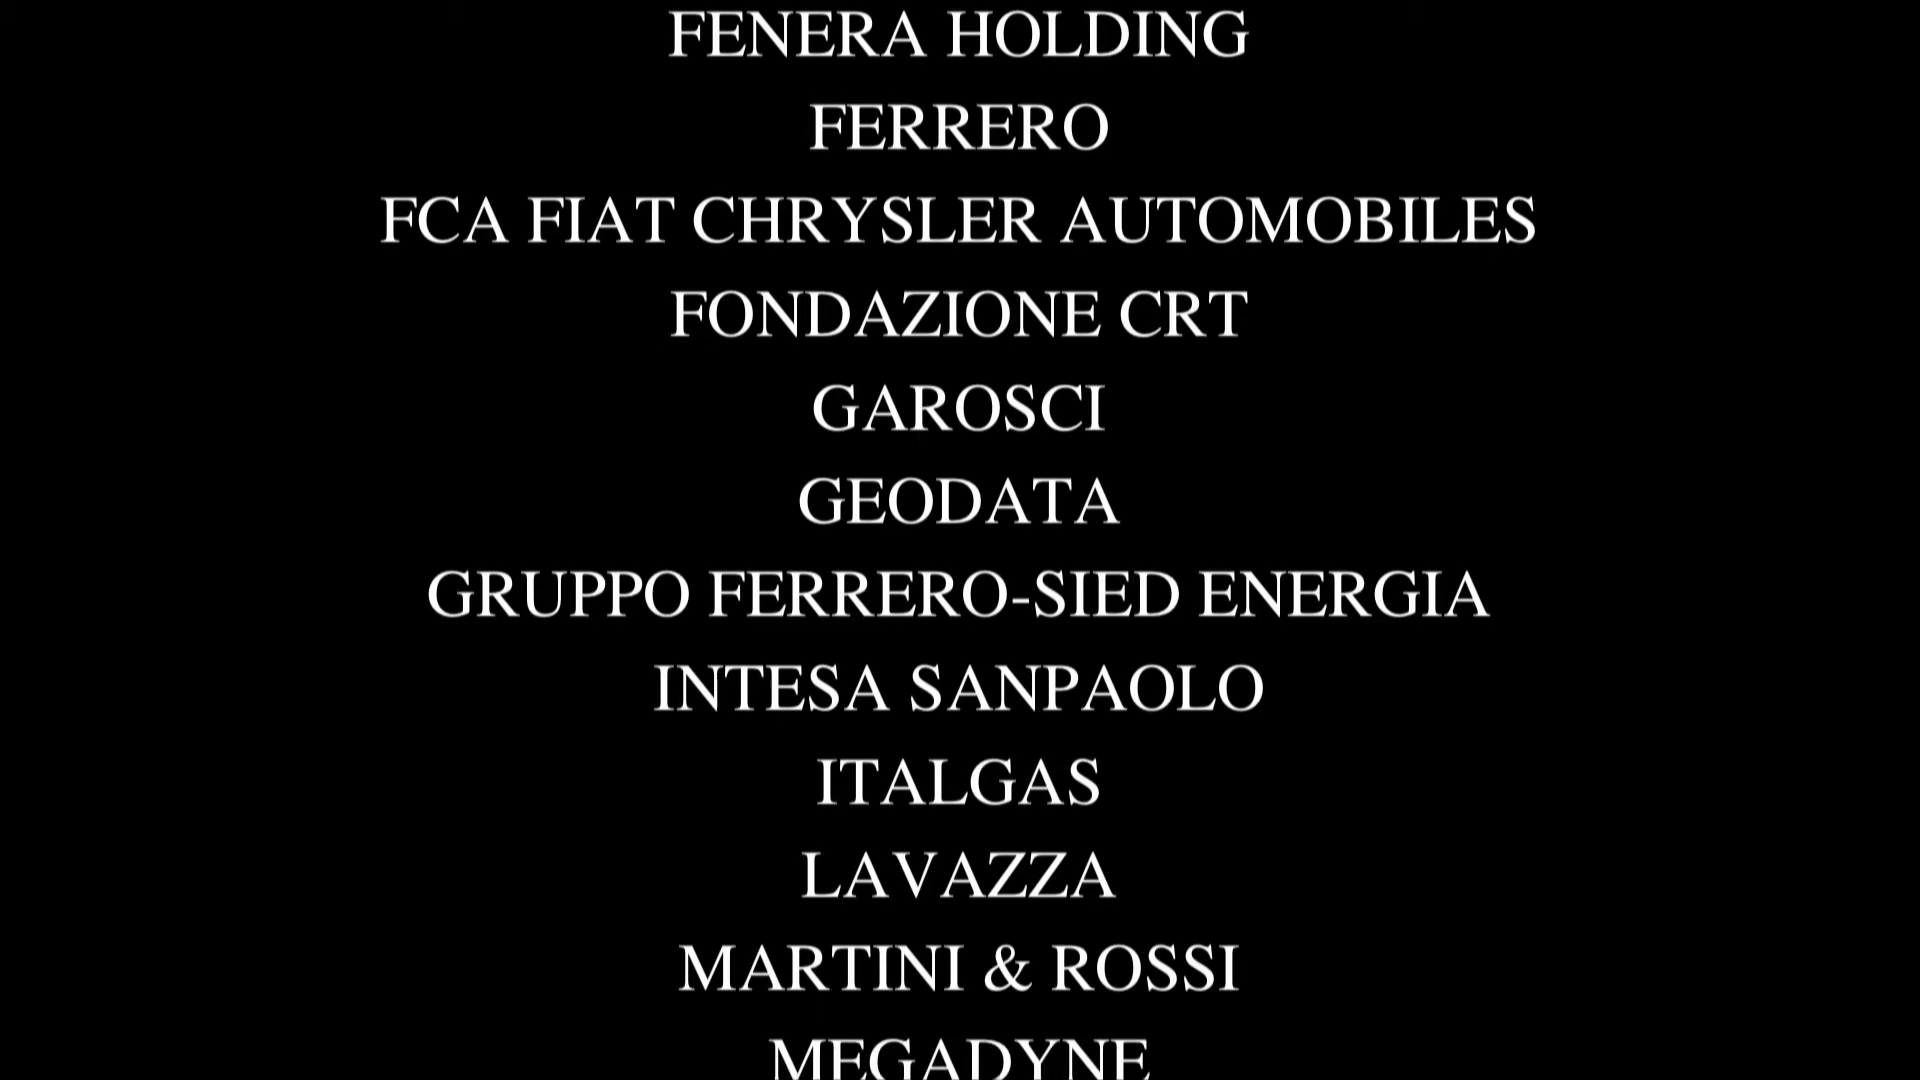 FENERA HOLDING
FERRERO
FCA FIAT CHRYSLER AUTOMOBILES
FONDAZIONE CRT
GAROSCI
GEODATA
GRUPPO FERRERO-SIED ENERGIA
INTESA SANPAOLO
ITALGAS
LAVAZZA
MARTINI & ROSSI
MEGADYNE